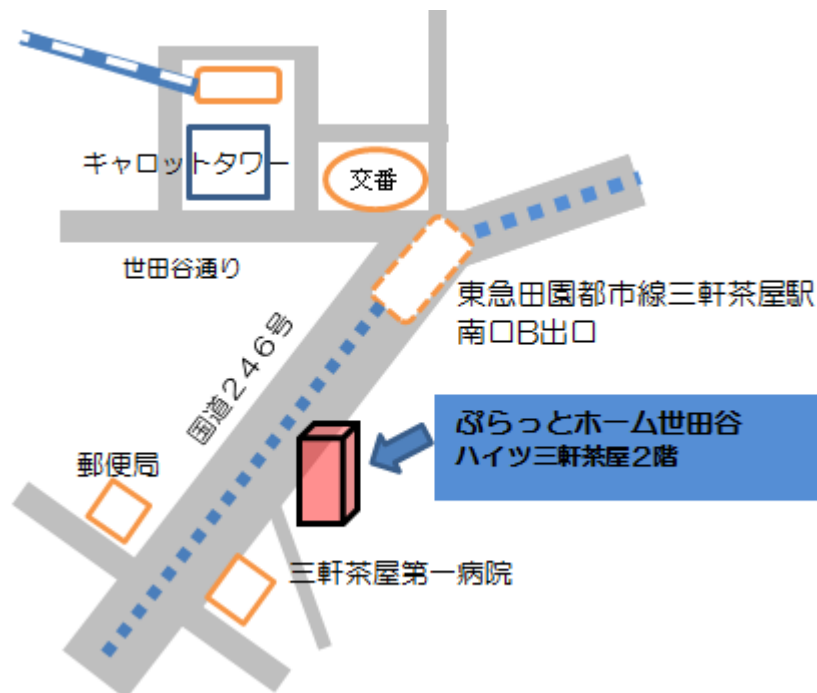 キャロットタワー
交番
世田谷通り
東急田園都市線三軒茶屋駅
南口B出口
国道246号
ぷらっとホーム世田谷
ハイツ三軒茶屋2階
郵便局
三軒茶屋第一病院